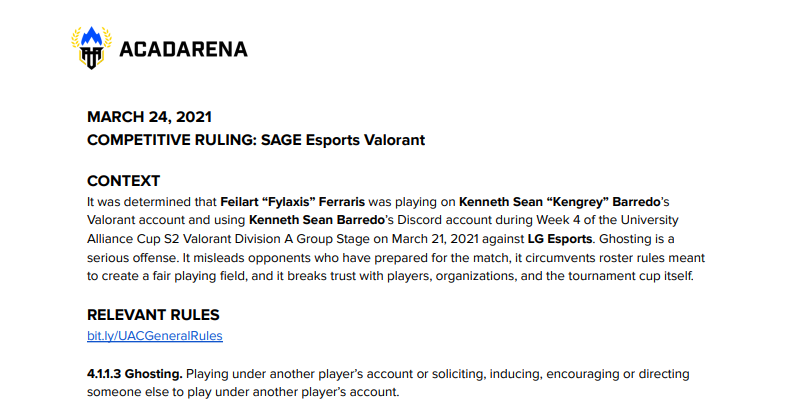 ACADARENA
MARCH 24, 2021
COMPETITIVE RULING: SAGE Esports Valorant
CONTEXT
It was determined that Feilart “Fylaxis” Ferraris was playing on Kenneth Sean “Kengrey” Barredo’s
Valorant account and using Kenneth Sean Barredo’s Discord account during Week 4 of the University
Alliance Cup S2 Valorant Division A Group Stage on March 21, 2021 against LG Esports. Ghosting is a
serious offense. It misleads opponents who have prepared for the match, it circumvents roster rules meant
to create a fair playing field, and it breaks trust with players, organizations, and the tournament cup itself.
RELEVANT RULES
bit.ly/UACGeneralRules
4.1.1.3 Ghosting. Playing under another player’s account or soliciting, inducing, encouraging or directing
someone else to play under another player’s account.